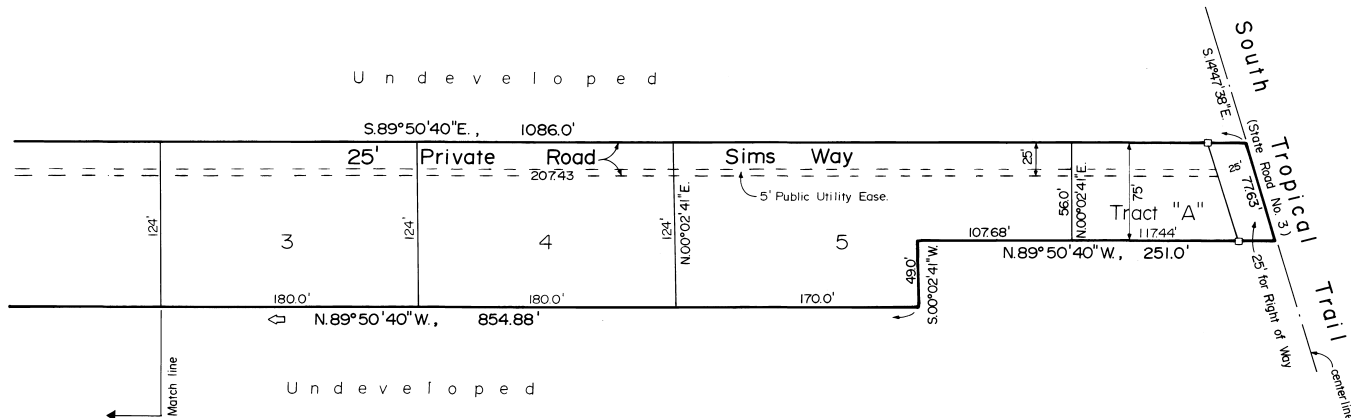 Undeveloped
S.89°50'40"E., 1086.0'
25' Private Road Sims Way
207.43
5' Public Utility Ease.
25'
75'
56.0'
N.00°02'41"E.
Tract "A"
117.44'
107.68'
N.89°50'40"W., 251.0'
124'
3
124'
4
124'
N.00°02'41"E.
5
49.0'
S.00°02'41"W.
180.0'
180.0'
170.0'
N.89°50'40"W., 854.88'
Match line
Undeveloped
S.14°47'38"E.
South Tropical Trail
(State Road No. 3)
77.63'
25' for Right of Way
centerline